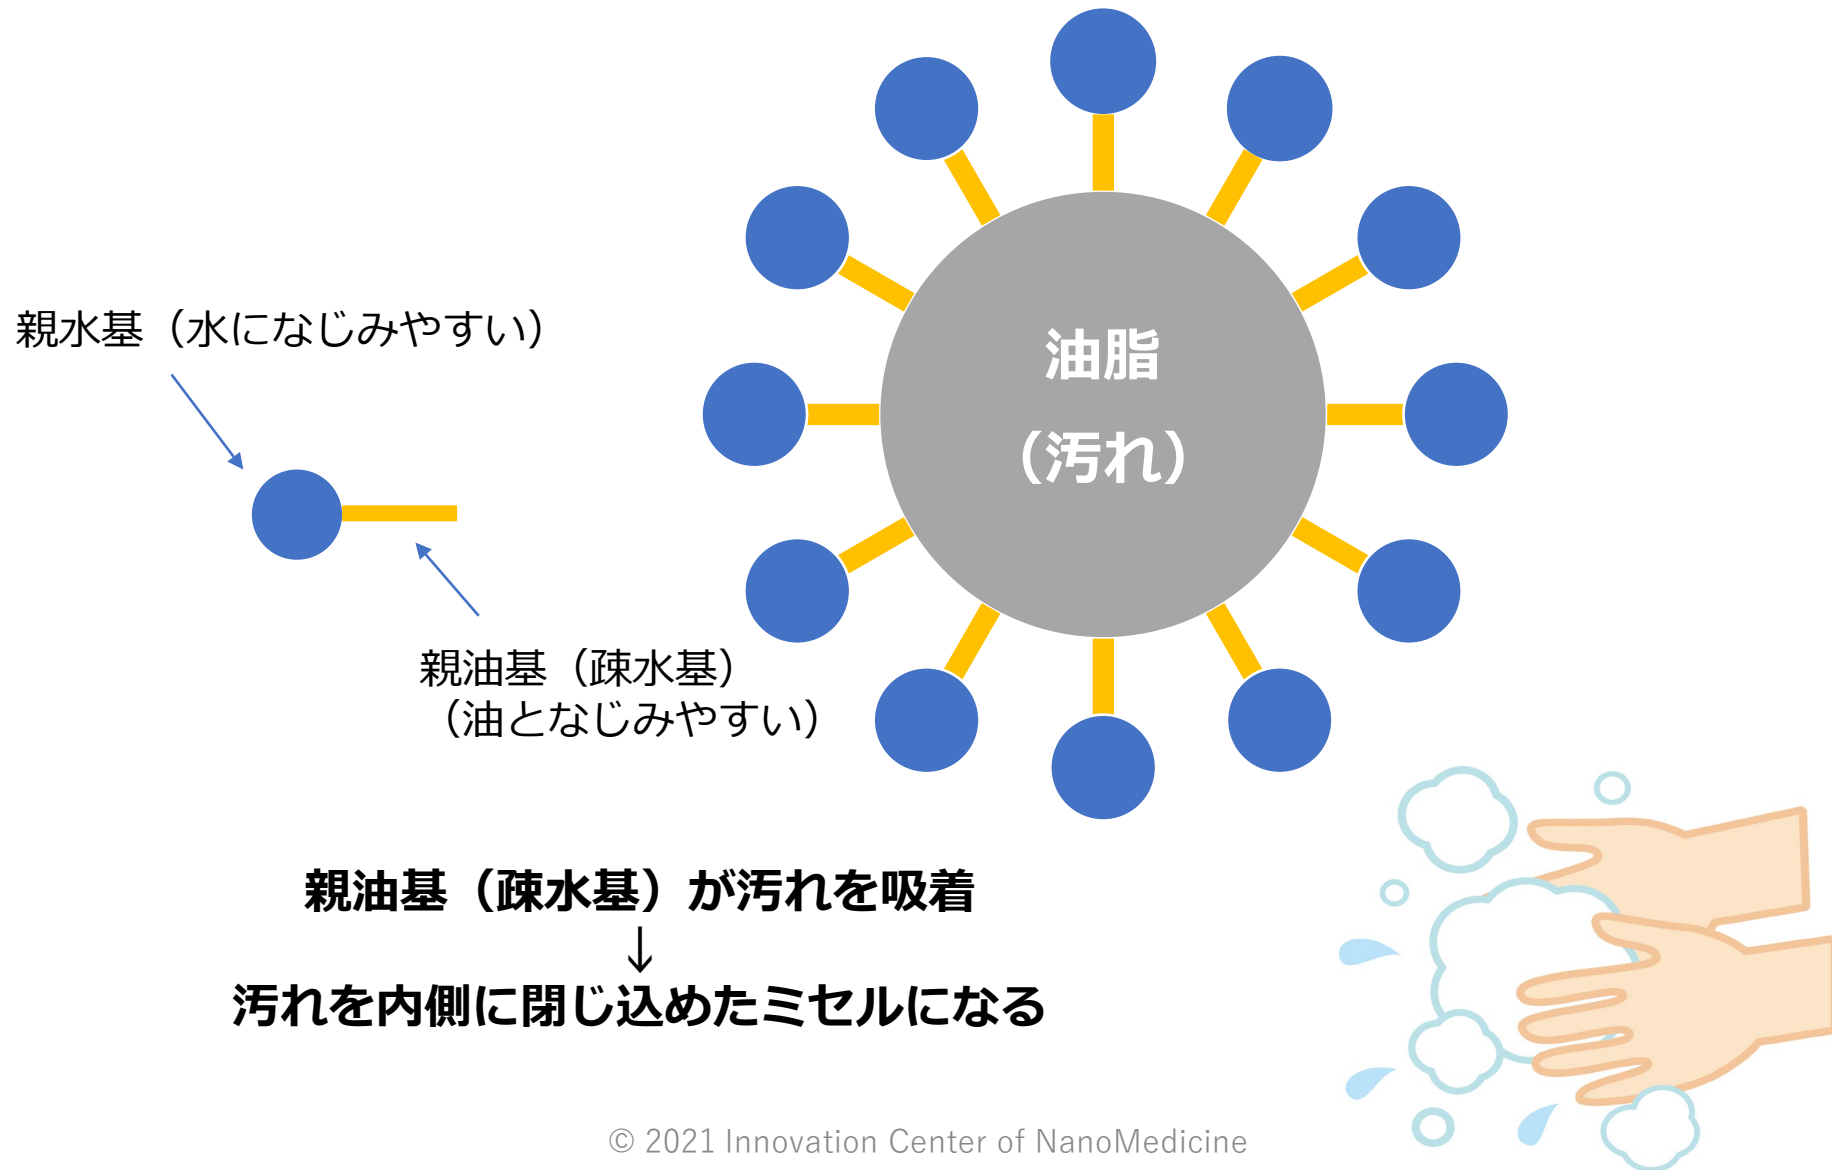 親水基（水になじみやすい）
油脂
（汚れ）
親油基（疎水基）
（油となじみやすい）
親油基（疎水基）が汚れを吸着
↓
汚れを内側に閉じ込めたミセルになる
© 2021 Innovation Center of NanoMedicine